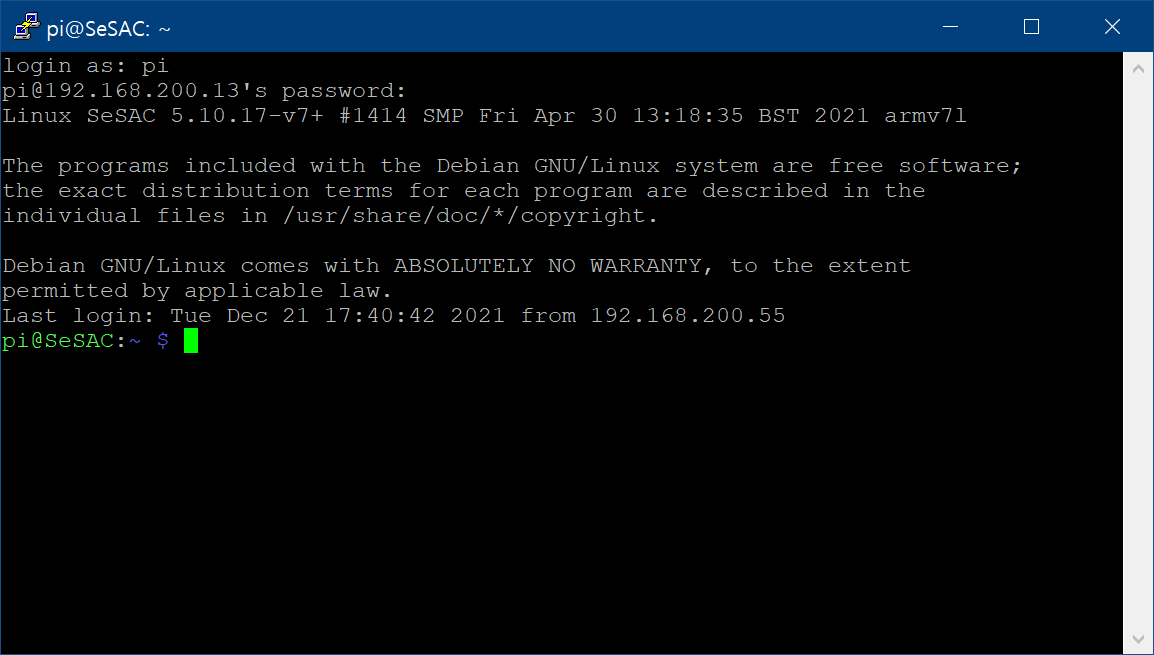 pi@SeSAC: ~
login as: pi
pi@192.168.200.13's password:
Linux SeSAC 5.10.17-v7+ #1414 SMP Fri Apr 30 13:18:35 BST 2021 armv7l
The programs included with the Debian GNU/Linux system are free software;
the exact distribution terms for each program are described in the
individual files in /usr/share/doc/*/copyright.
Debian GNU/Linux comes with ABSOLUTELY NO WARRANTY, to the extent
permitted by applicable law.
Last login: Tue Dec 21 17:40:42 2021 from 192.168.200.55
pi@SeSAC:~ $